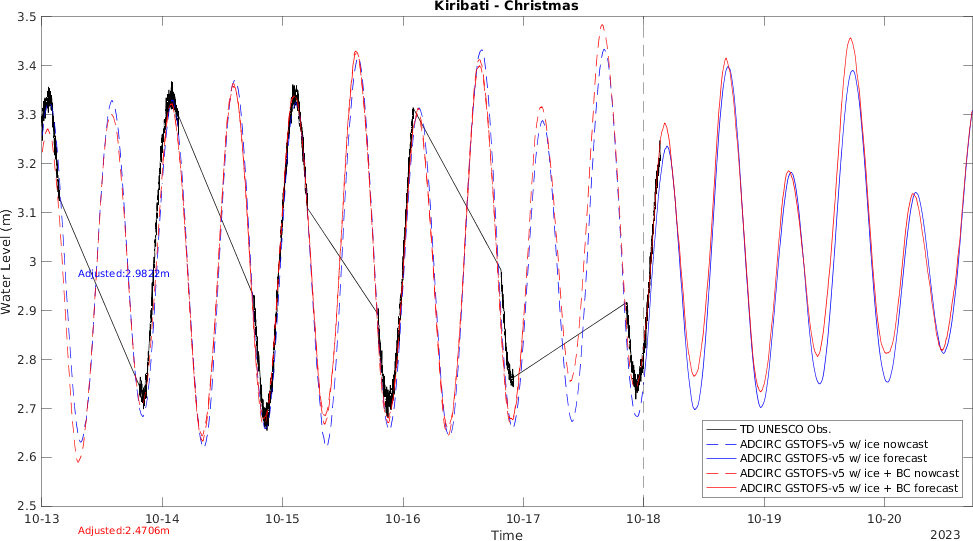 Kiribati - Christmas
3.5
3.4
3.3
3.2
3.1
3
2.9
2.8
2.7
2.6
2.5
Water Level (m)
Adjusted:2.9822m
Adjusted:2.4706m
TD UNESCO Obs.
ADCIRC GSTOFS-v5 w/ ice nowcast
ADCIRC GSTOFS-v5 w/ ice forecast
ADCIRC GSTOFS-v5 w/ ice + BC nowcast
ADCIRC GSTOFS-v5 w/ ice + BC forecast
10-13 10-14 10-15 10-16 10-17 10-18 10-19 10-20
Time
2023